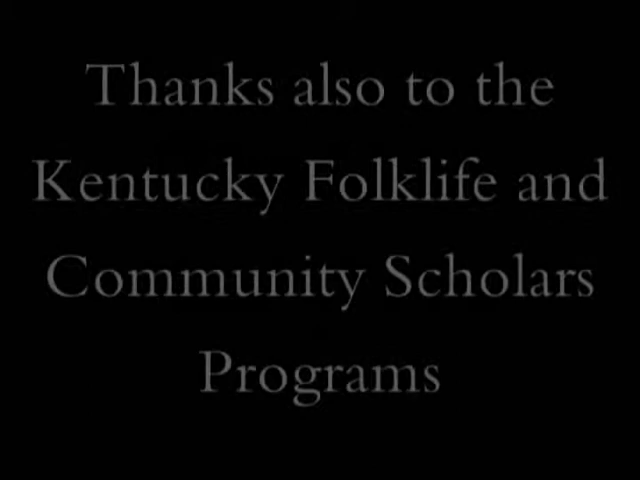 Thanks also to the
Kentucky Folklife and
Community Scholars
Programs